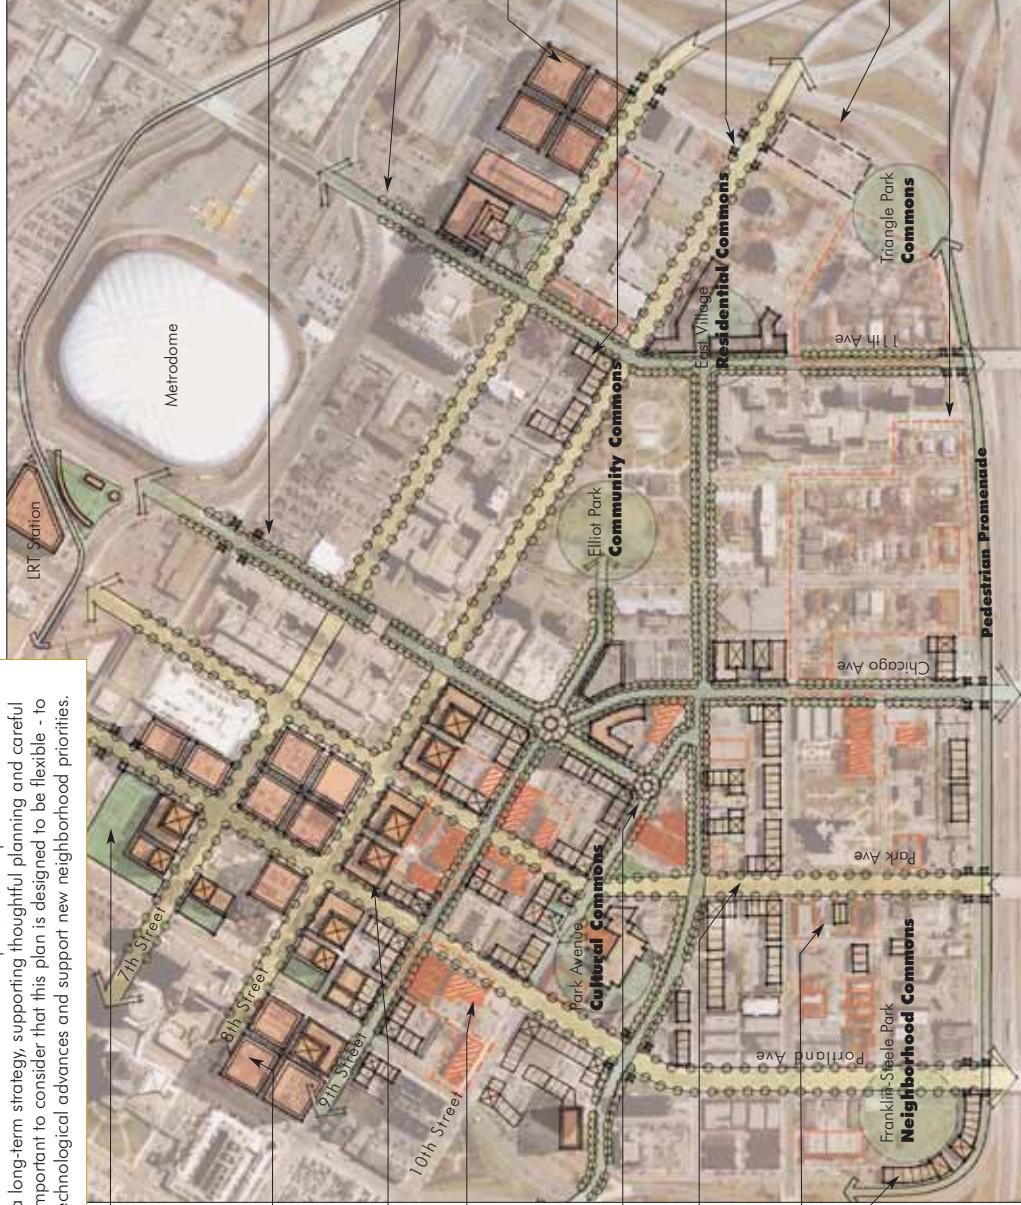 a long-term strategy, supporting thoughtful planning and careful
mportant to consider that this plan is designed to be flexible - to
echnological advances and support new neighborhood priorities.
LRT Station
Metrodome
7th Street
8th Street
9th Street
10th Street
Elliot Park
Community Commons
East Village
Residential Commons
Triangle Park
Commons
11th Ave
Chicago Ave
Park Ave
Portland Ave
Park Avenue
Cultural Commons
Franklin-Steele Park
Neighborhood Commons
Pedestrian Promenade